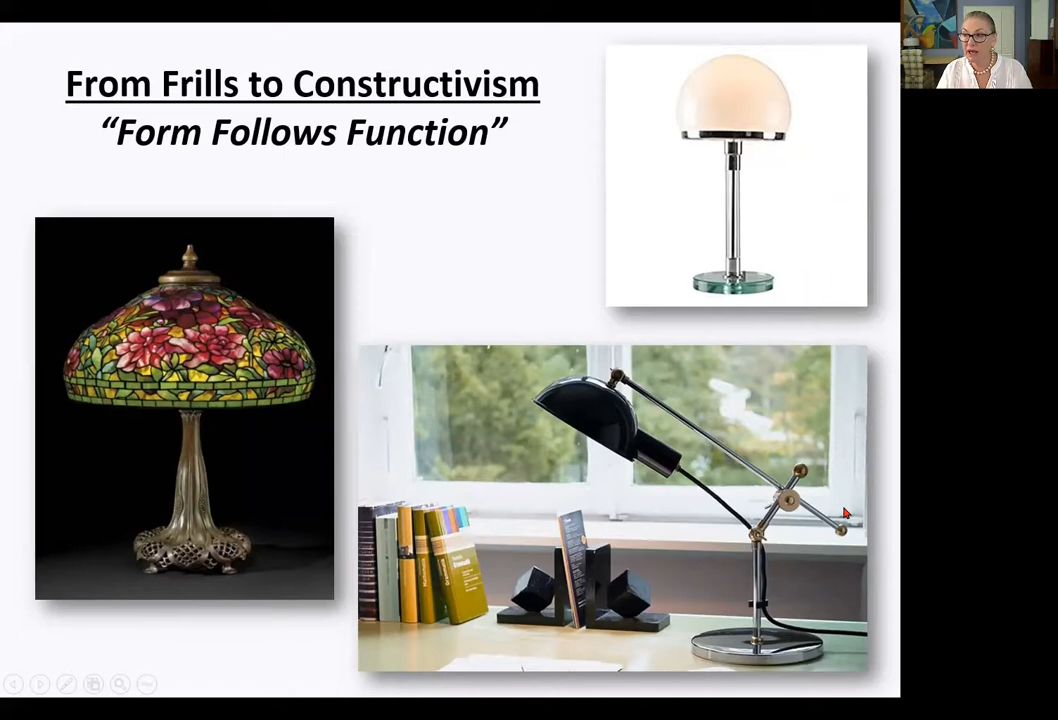 From Frills to Constructivism
“Form Follows Function”